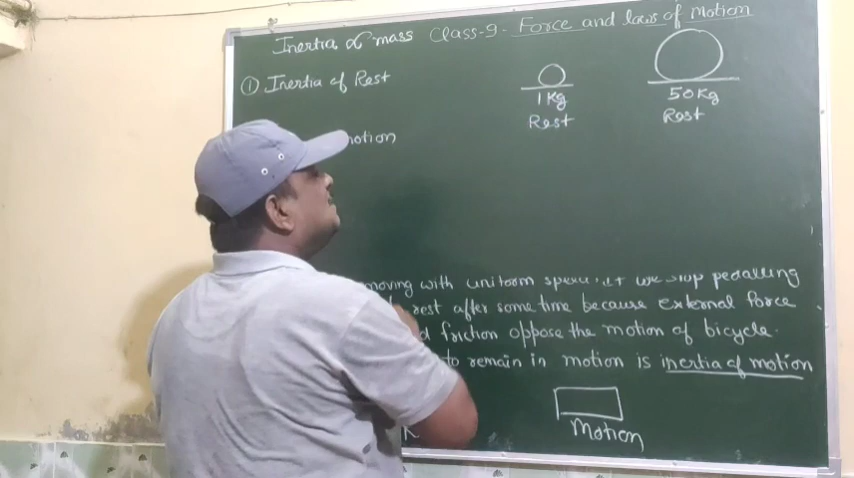 Inertia & mass Class-9- Force and laws of Motion
① Inertia of Rest
1 Kg
Rest
50 Kg
Rest
motion
moving with uniform speed. If we stop pedalling
rest after some time because external force
friction oppose the motion of bicycle.
to remain in motion is inertia of motion
Motion